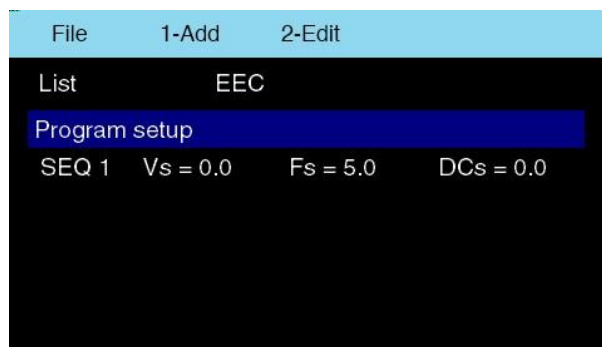 File 1-Add 2-Edit
List EEC
Program setup
SEQ 1 Vs = 0.0 Fs = 5.0 DCs = 0.0